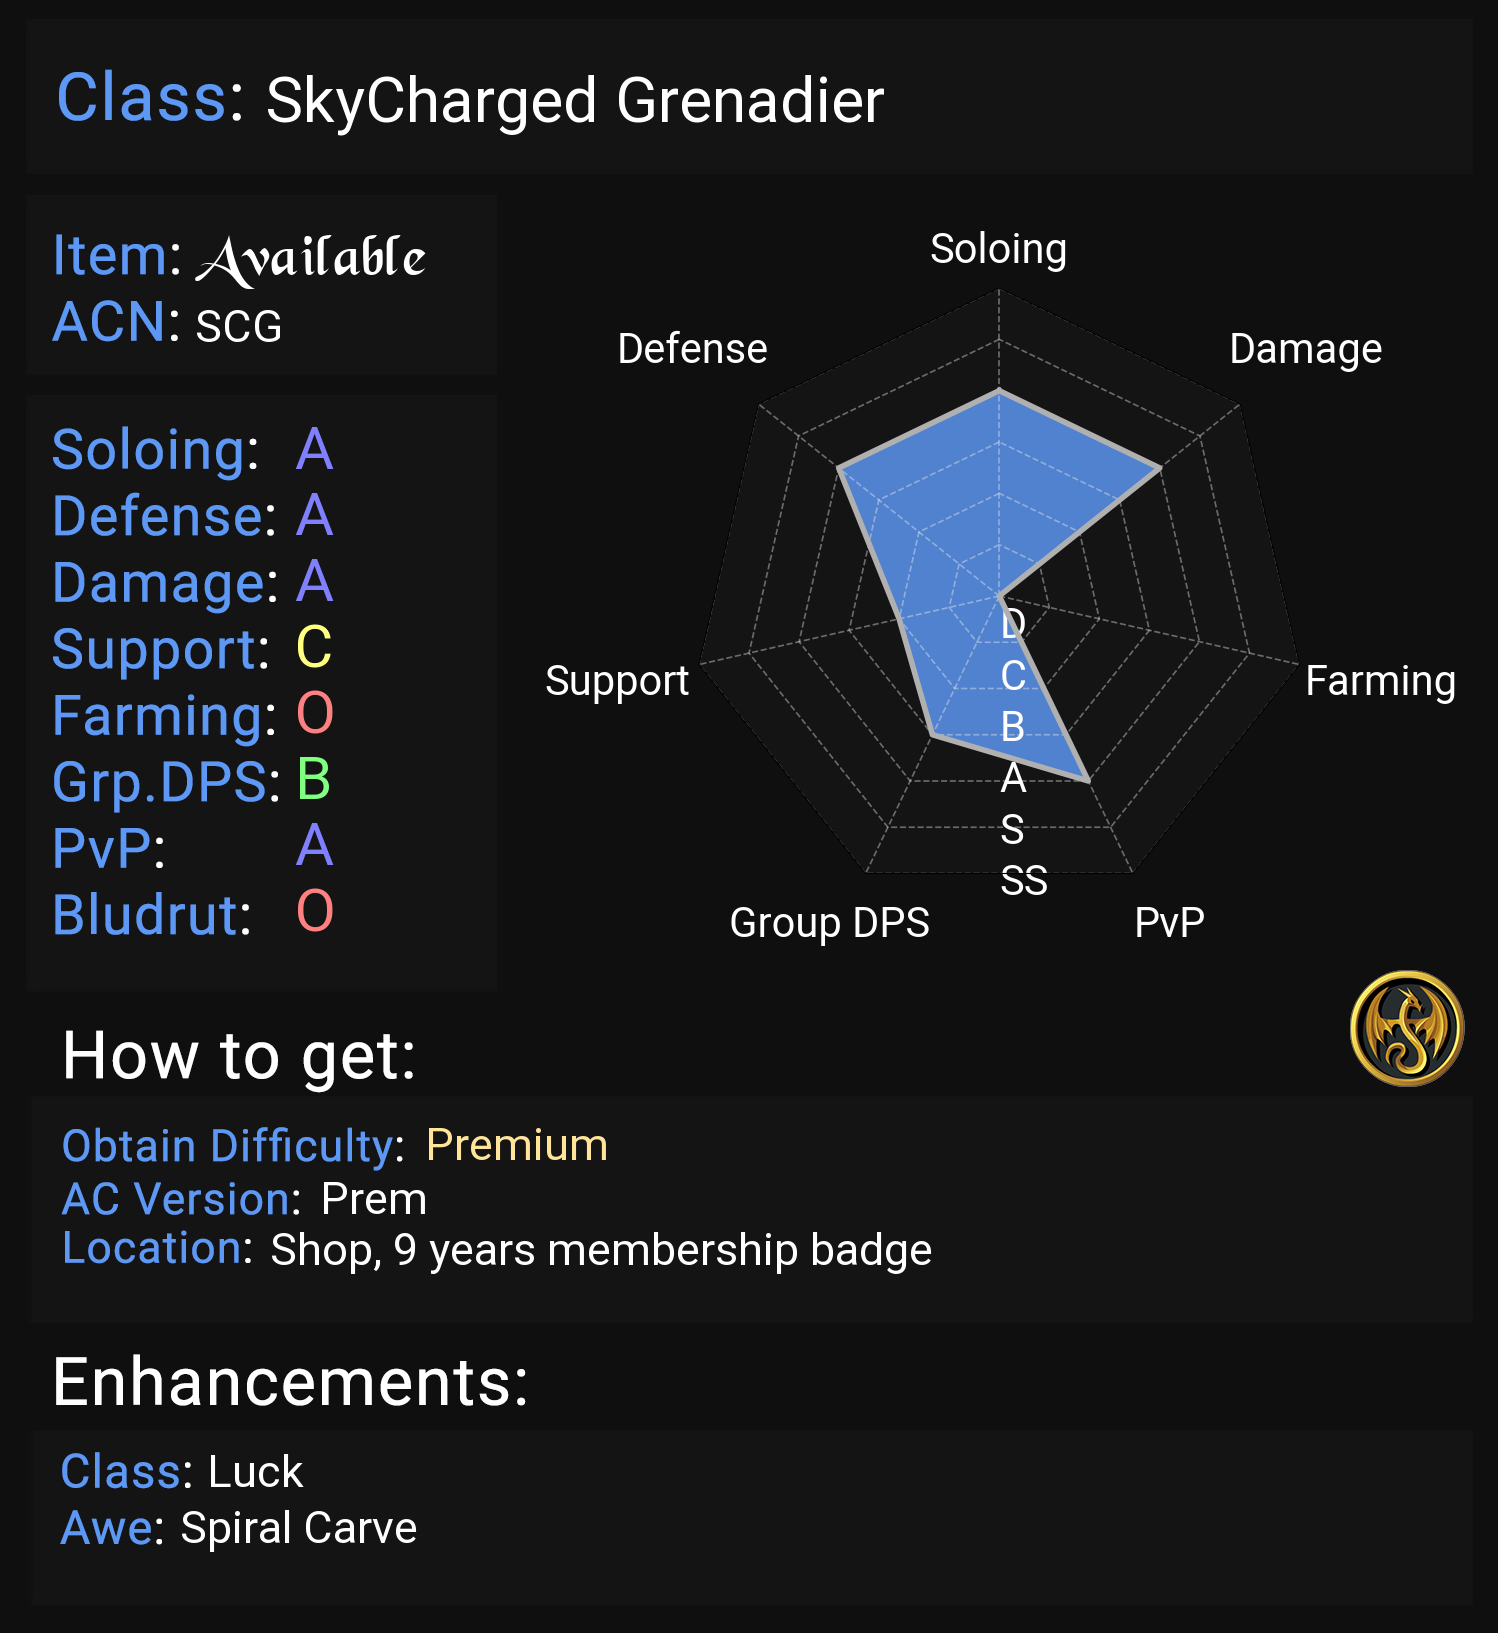 Class: SkyCharged Grenadier
Item: Available
ACN: SCG
Soloing: A
Defense: A
Damage: A
Support: C
Farming: O
Grp.DPS: B
PvP: A
Bludrut: O
Soloing
Defense
Damage
Support
Farming
D
C
B
A
S
SS
Group DPS
PvP
How to get:
Obtain Difficulty: Premium
AC Version: Prem
Location: Shop, 9 years membership badge
Enhancements:
Class: Luck
Awe: Spiral Carve